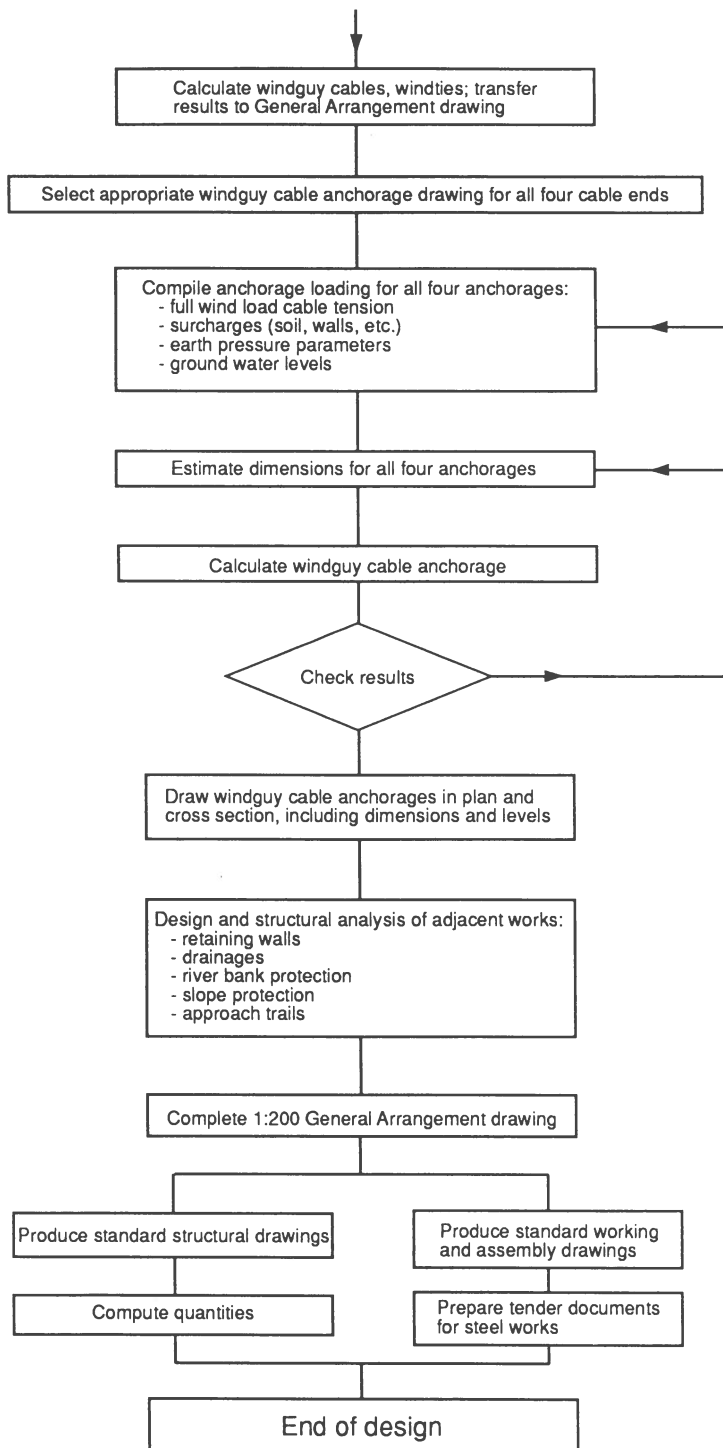 Calculate windguy cables, windties; transfer
results to General Arrangement drawing
Select appropriate windguy cable anchorage drawing for all four cable ends
Compile anchorage loading for all four anchorages:
- full wind load cable tension
- surcharges (soil, walls, etc.)
- earth pressure parameters
- ground water levels
Estimate dimensions for all four anchorages
Calculate windguy cable anchorage
Check results
Draw windguy cable anchorages in plan and
cross section, including dimensions and levels
Design and structural analysis of adjacent works:
- retaining walls
- drainages
- river bank protection
- slope protection
- approach trails
Complete 1:200 General Arrangement drawing
Produce standard structural drawings
Compute quantities
Produce standard working
and assembly drawings
Prepare tender documents
for steel works
End of design